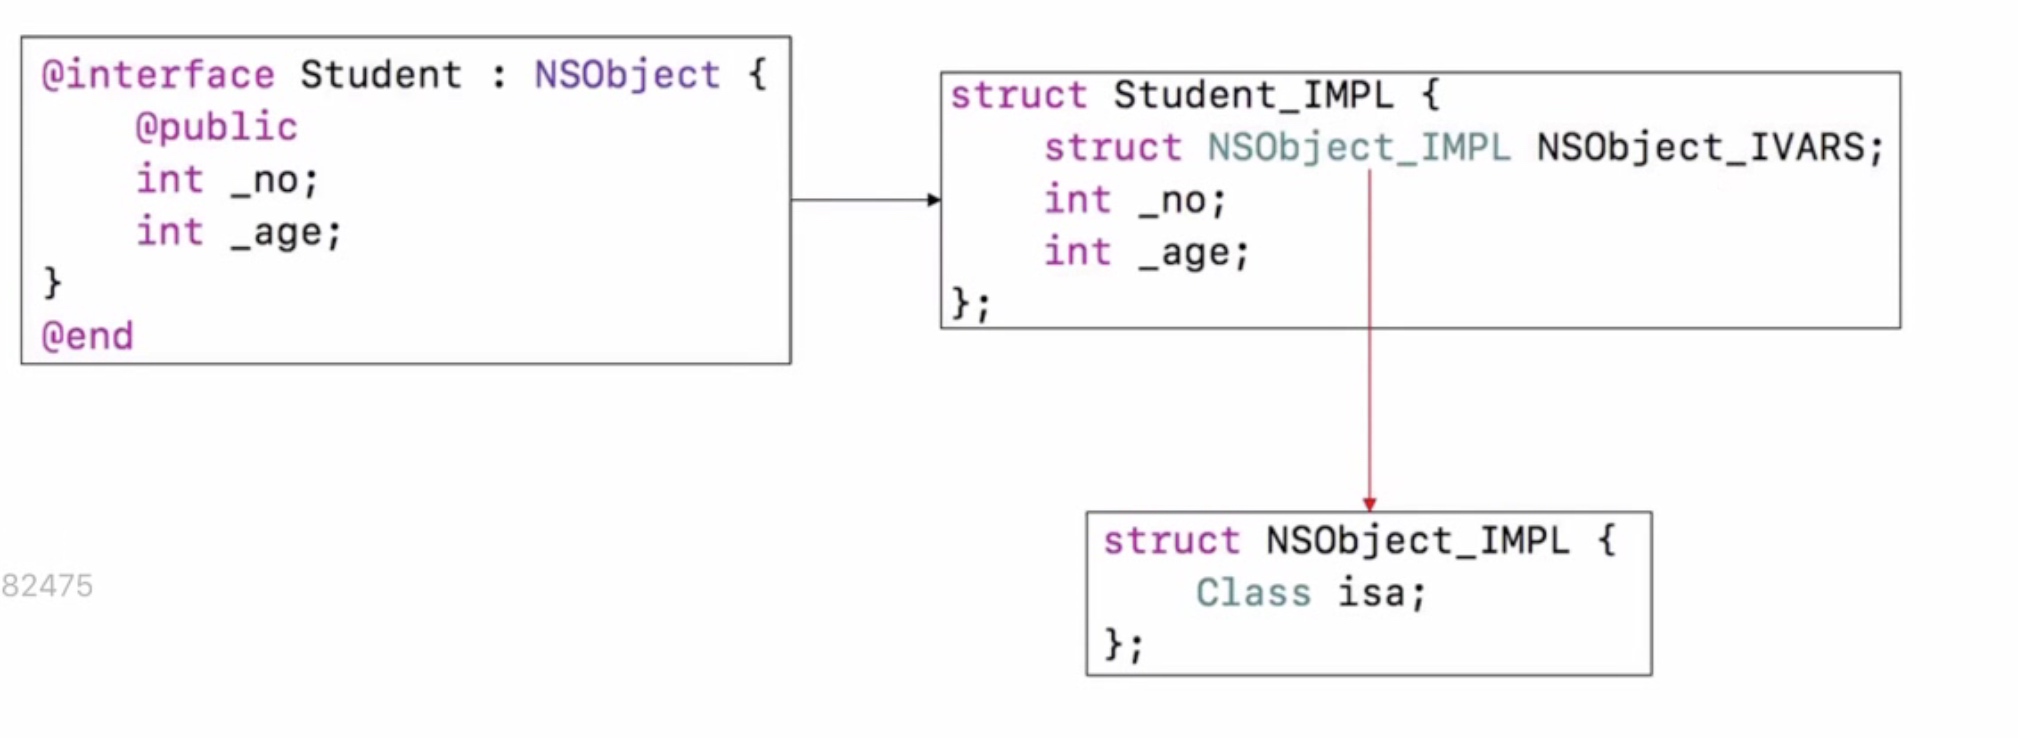 @interface Student : NSObject {
@public
int _no;
int _age;
}
@end
struct Student_IMPL {
struct NSObject_IMPL NSObject_IVARS;
int _no;
int _age;
};
struct NSObject_IMPL {
Class isa;
};
82475